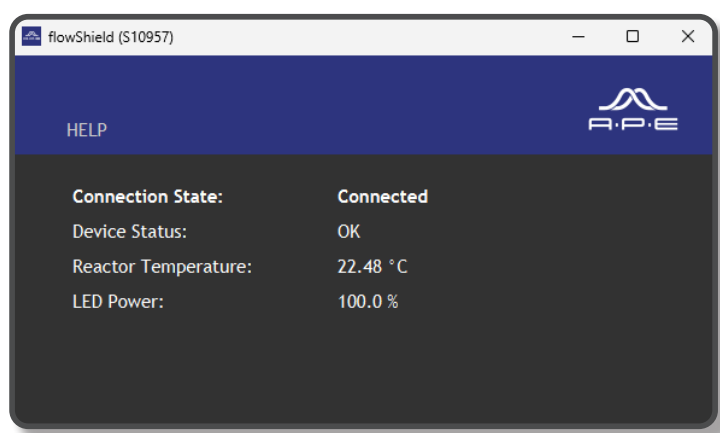 flowShield (S10957)
A.P.E
HELP
Connection State: Connected
Device Status: OK
Reactor Temperature: 22.48 °C
LED Power: 100.0 %